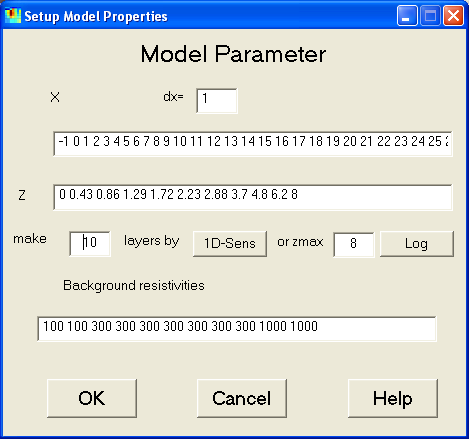 Setup Model Properties
Model Parameter
X dx= 1
-1 0 1 2 3 4 5 6 7 8 9 10 11 12 13 14 15 16 17 18 19 20 21 22 23 24 25
Z 0 0.43 0.86 1.29 1.72 2.23 2.88 3.7 4.8 6.2 8
make 10 layers by 1D-Sens or zmax 8 Log
Background resistivities
100 100 300 300 300 300 300 300 300 1000 1000
OK Cancel Help